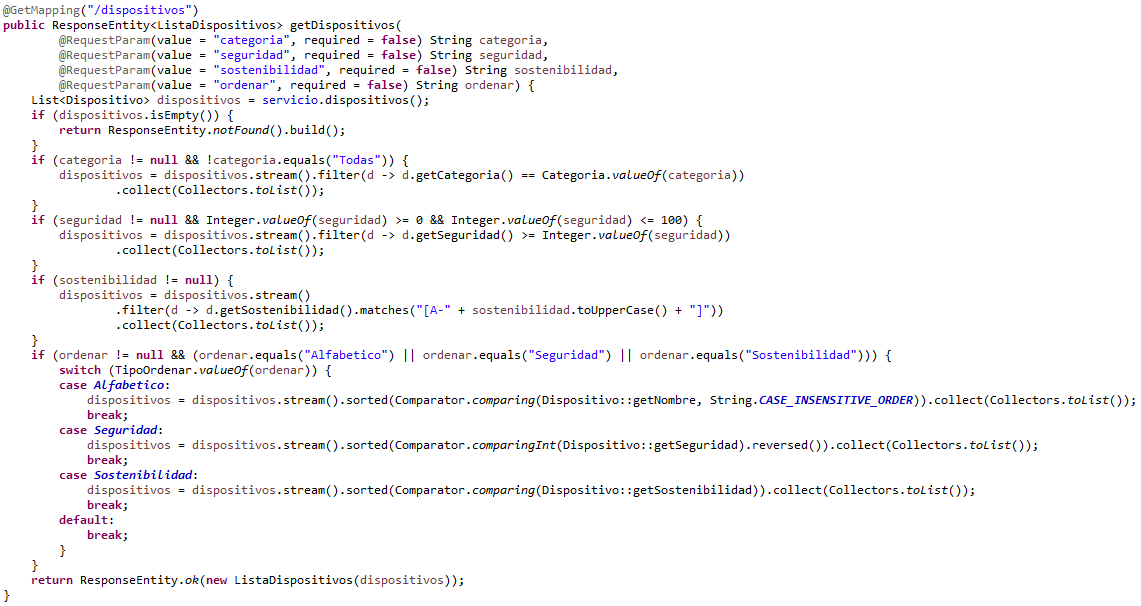 @GetMapping("/dispositivos")
public ResponseEntity<ListaDispositivos> getDispositivos(
        @RequestParam(value = "categoria", required = false) String categoria,
        @RequestParam(value = "seguridad", required = false) String seguridad,
        @RequestParam(value = "sostenibilidad", required = false) String sostenibilidad,
        @RequestParam(value = "ordenar", required = false) String ordenar) {
    List<Dispositivo> dispositivos = servicio.dispositivos();
    if (dispositivos.isEmpty()) {
        return ResponseEntity.notFound().build();
    }
    if (categoria != null && !categoria.equals("Todas")) {
        dispositivos = dispositivos.stream().filter(d -> d.getCategoria() == Categoria.valueOf(categoria))
                .collect(Collectors.toList());
    }
    if (seguridad != null && Integer.valueOf(seguridad) >= 0 && Integer.valueOf(seguridad) <= 100) {
        dispositivos = dispositivos.stream().filter(d -> d.getSeguridad() >= Integer.valueOf(seguridad))
                .collect(Collectors.toList());
    }
    if (sostenibilidad != null) {
        dispositivos = dispositivos.stream()
                .filter(d -> d.getSostenibilidad().matches("[A-" + sostenibilidad.toUpperCase() + "]"))
                .collect(Collectors.toList());
    }
    if (ordenar != null && (ordenar.equals("Alfabetico") || ordenar.equals("Seguridad") || ordenar.equals("Sostenibilidad"))) {
        switch (TipoOrdenar.valueOf(ordenar)) {
        case Alfabetico:
            dispositivos = dispositivos.stream().sorted(Comparator.comparing(Dispositivo::getNombre, String.CASE_INSENSITIVE_ORDER)).collect(Collectors.toList());
            break;
        case Seguridad:
            dispositivos = dispositivos.stream().sorted(Comparator.comparingInt(Dispositivo::getSeguridad).reversed()).collect(Collectors.toList());
            break;
        case Sostenibilidad:
            dispositivos = dispositivos.stream().sorted(Comparator.comparing(Dispositivo::getSostenibilidad)).collect(Collectors.toList());
            break;
        default:
            break;
        }
    }
    return ResponseEntity.ok(new ListaDispositivos(dispositivos));
}